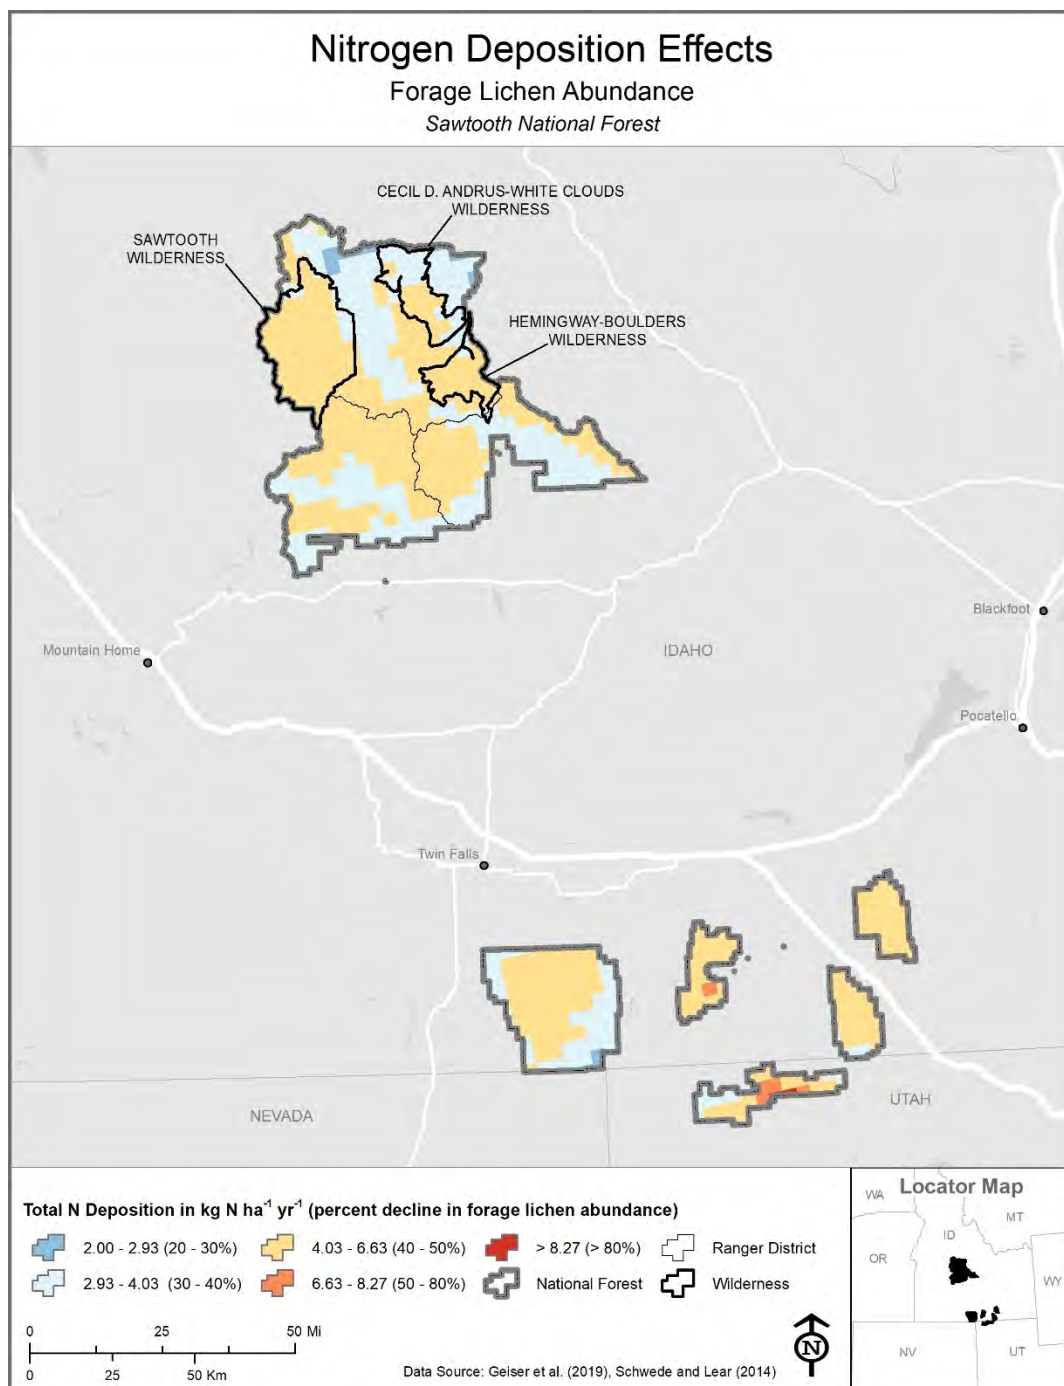 Nitrogen Deposition Effects
Forage Lichen Abundance
Sawtooth National Forest
CECIL D. ANDRUS-WHITE CLOUDS
WILDERNESS
SAWTOOTH
WILDERNESS
HEMINGWAY-BOULDERS
WILDERNESS
Blackfoot
Mountain Home
IDAHO
Pocatello
Twin Falls
NEVADA
UTAH
Total N Deposition in kg N ha⁻¹ yr⁻¹ (percent decline in forage lichen abundance)
2.00 - 2.93 (20 - 30%) 4.03 - 6.63 (40 - 50%) > 8.27 (> 80%) Ranger District
2.93 - 4.03 (30 - 40%) 6.63 - 8.27 (50 - 80%) National Forest Wilderness
0 25 50 Mi
0 25 50 Km
N
Data Source: Geiser et al. (2019), Schwede and Lear (2014)
Locator Map
WA
MT
ID
OR
WY
NV
UT